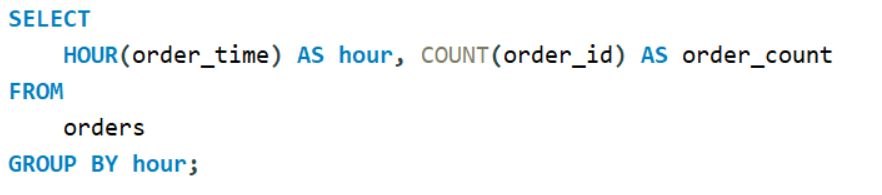 SELECT
HOUR(order_time) AS hour, COUNT(order_id) AS order_count
FROM
orders
GROUP BY hour;